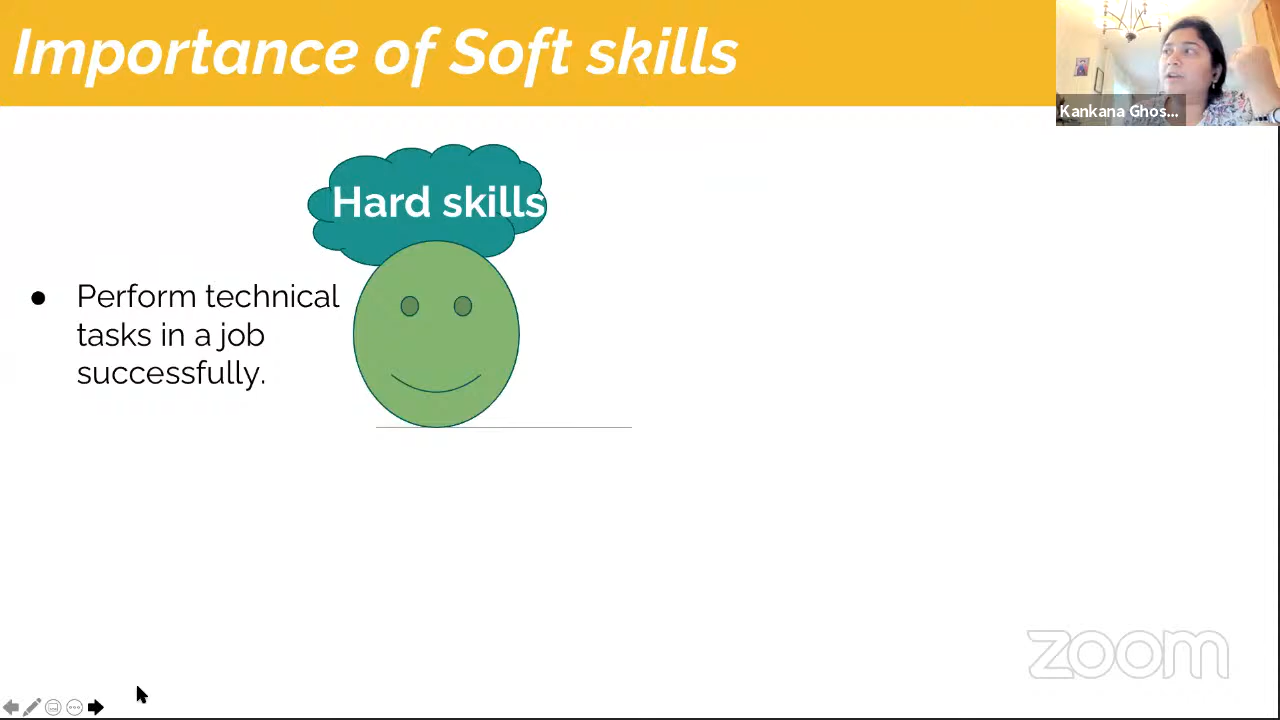 Importance of Soft skills
Kankana Ghos...
Hard skills
● Perform technical
tasks in a job
successfully.
zoom